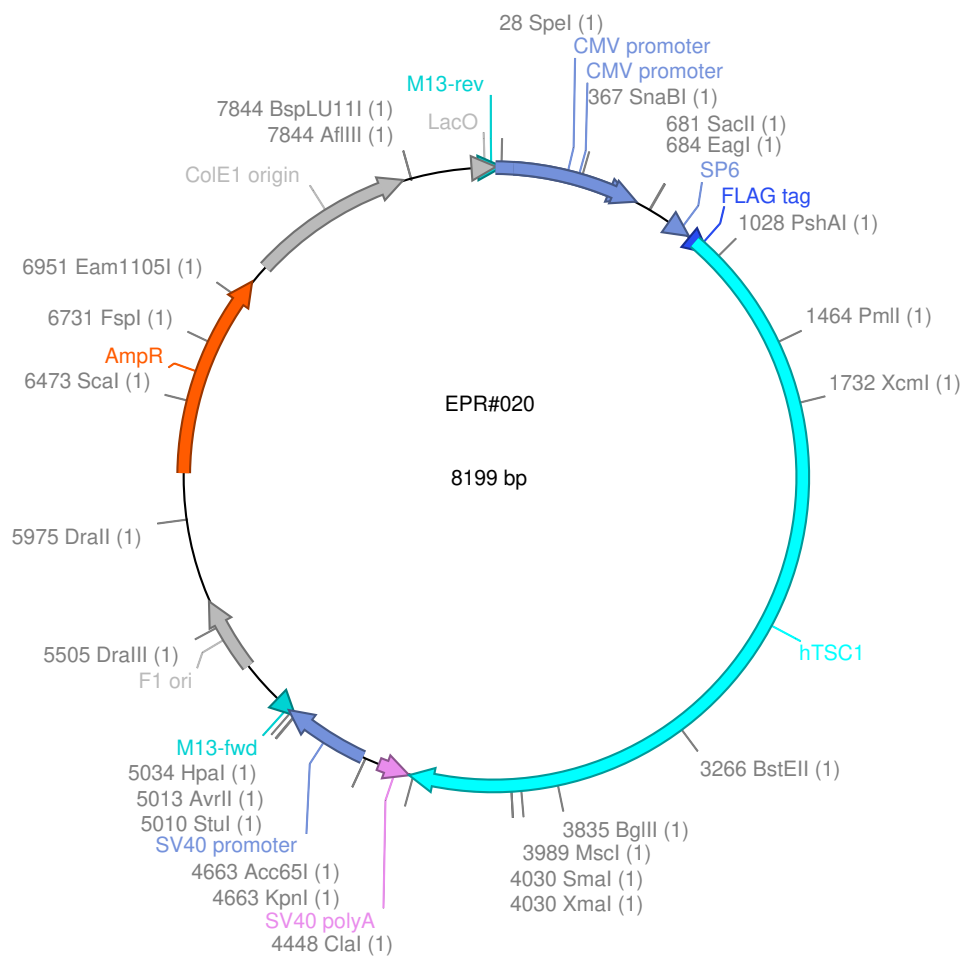 28 SpeI (1)
CMV promoter
CMV promoter
M13-rev
367 SnaBI (1)
7844 BspLU11I (1)
LacO
681 SacII (1)
7844 AflIII (1)
684 EagI (1)
SP6
ColE1 origin
FLAG tag
1028 PshAI (1)
6951 Eam1105I (1)
6731 FspI (1)
1464 PmlI (1)
AmpR
6473 ScaI (1)
1732 XcmI (1)
EPR#020
8199 bp
5975 DraII (1)
5505 DraIII (1)
hTSC1
F1 ori
M13-fwd
5034 HpaI (1)
3266 BstEII (1)
5013 AvrII (1)
5010 StuI (1)
3835 BglII (1)
SV40 promoter
3989 MscI (1)
4663 Acc65I (1)
4030 SmaI (1)
4663 KpnI (1)
4030 XmaI (1)
SV40 polyA
4448 ClaI (1)